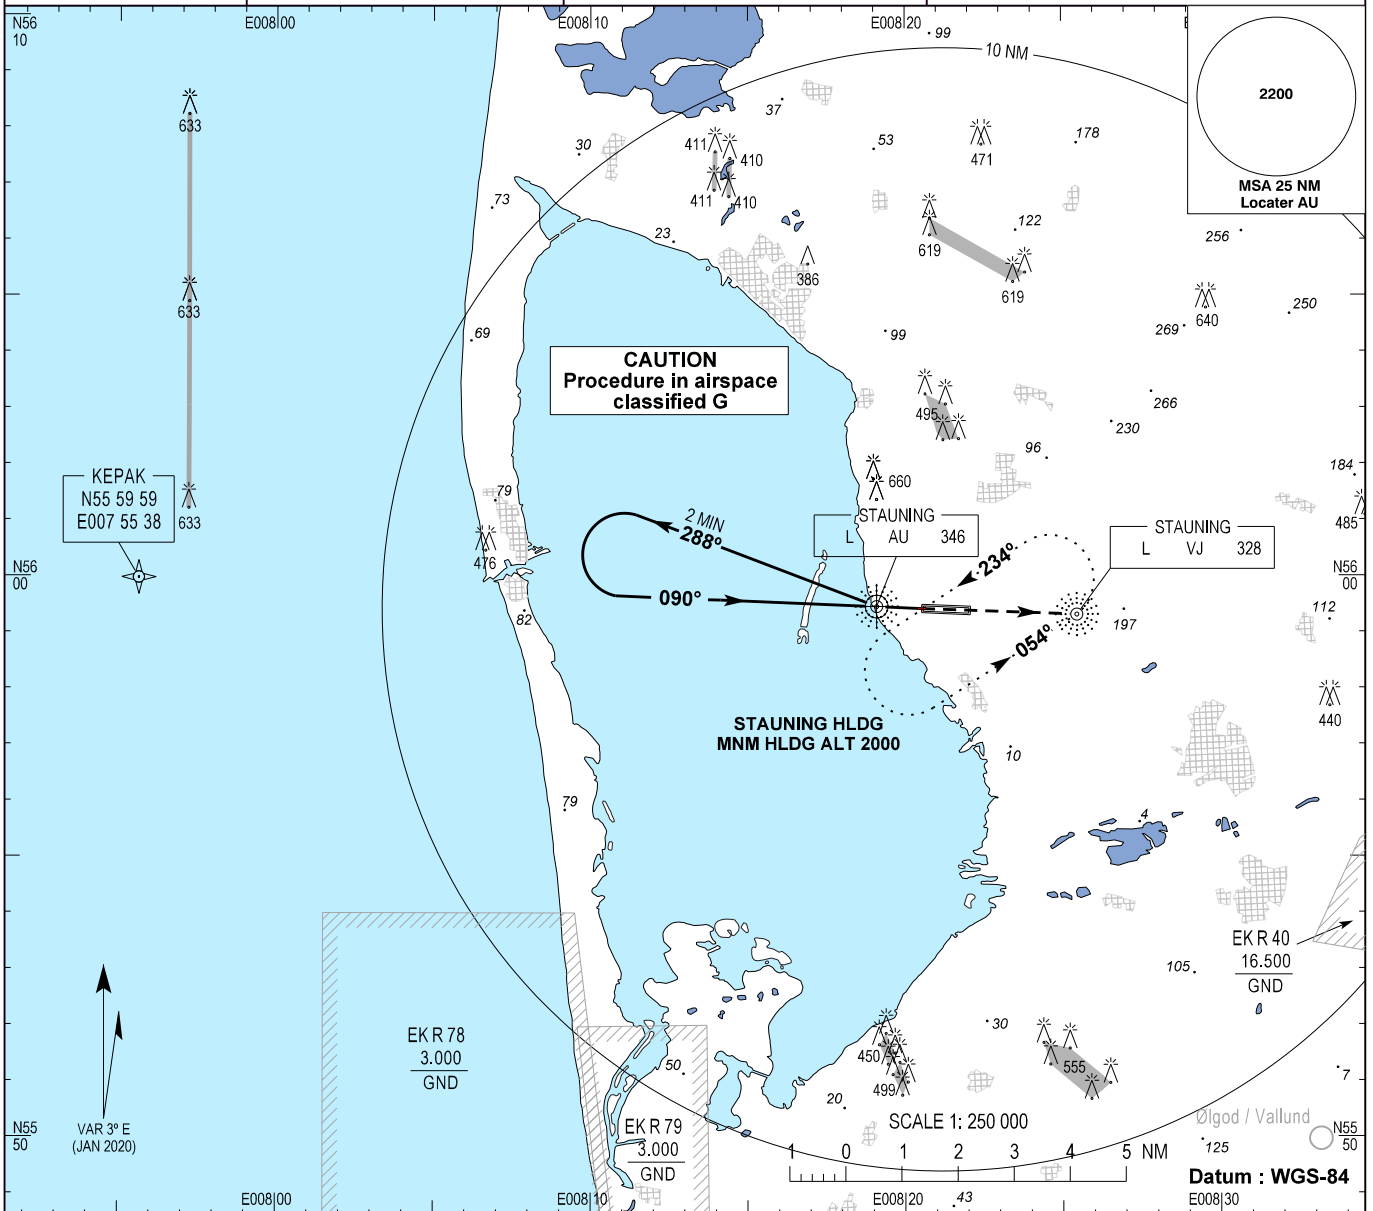 N56
10
E008 00
E008 10
E008 20
E
99
10 NM
2200
MSA 25 NM
Locater AU
633
37
30
411
410
53
471
178
411
410
73
23
386
619
122
619
256
640
250
269
633
69
99
CAUTION
Procedure in airspace
classified G
495
266
230
96
184
KEPAK
N55 59 59
E007 55 38
633
79
476
660
485
2 MIN
288°
STAUNING
L AU 346
234°
STAUNING
L VJ 328
N56
00
N56
00
090°
82
054°
197
112
STAUNING HLDG
MNM HLDG ALT 2000
440
10
79
4
EK R 40
16.500
GND
105
EK R 78
3.000
GND
50
450
499
30
555
7
20
SCALE 1: 250 000
Ølgod / Vallund
VAR 3° E
(JAN 2020)
N55
50
EK R 79
3.000
GND
1 0 1 2 3 4 5 NM
125
N55
50
Datum : WGS-84
E008 00
E008 10
E008 20
43
E008 30